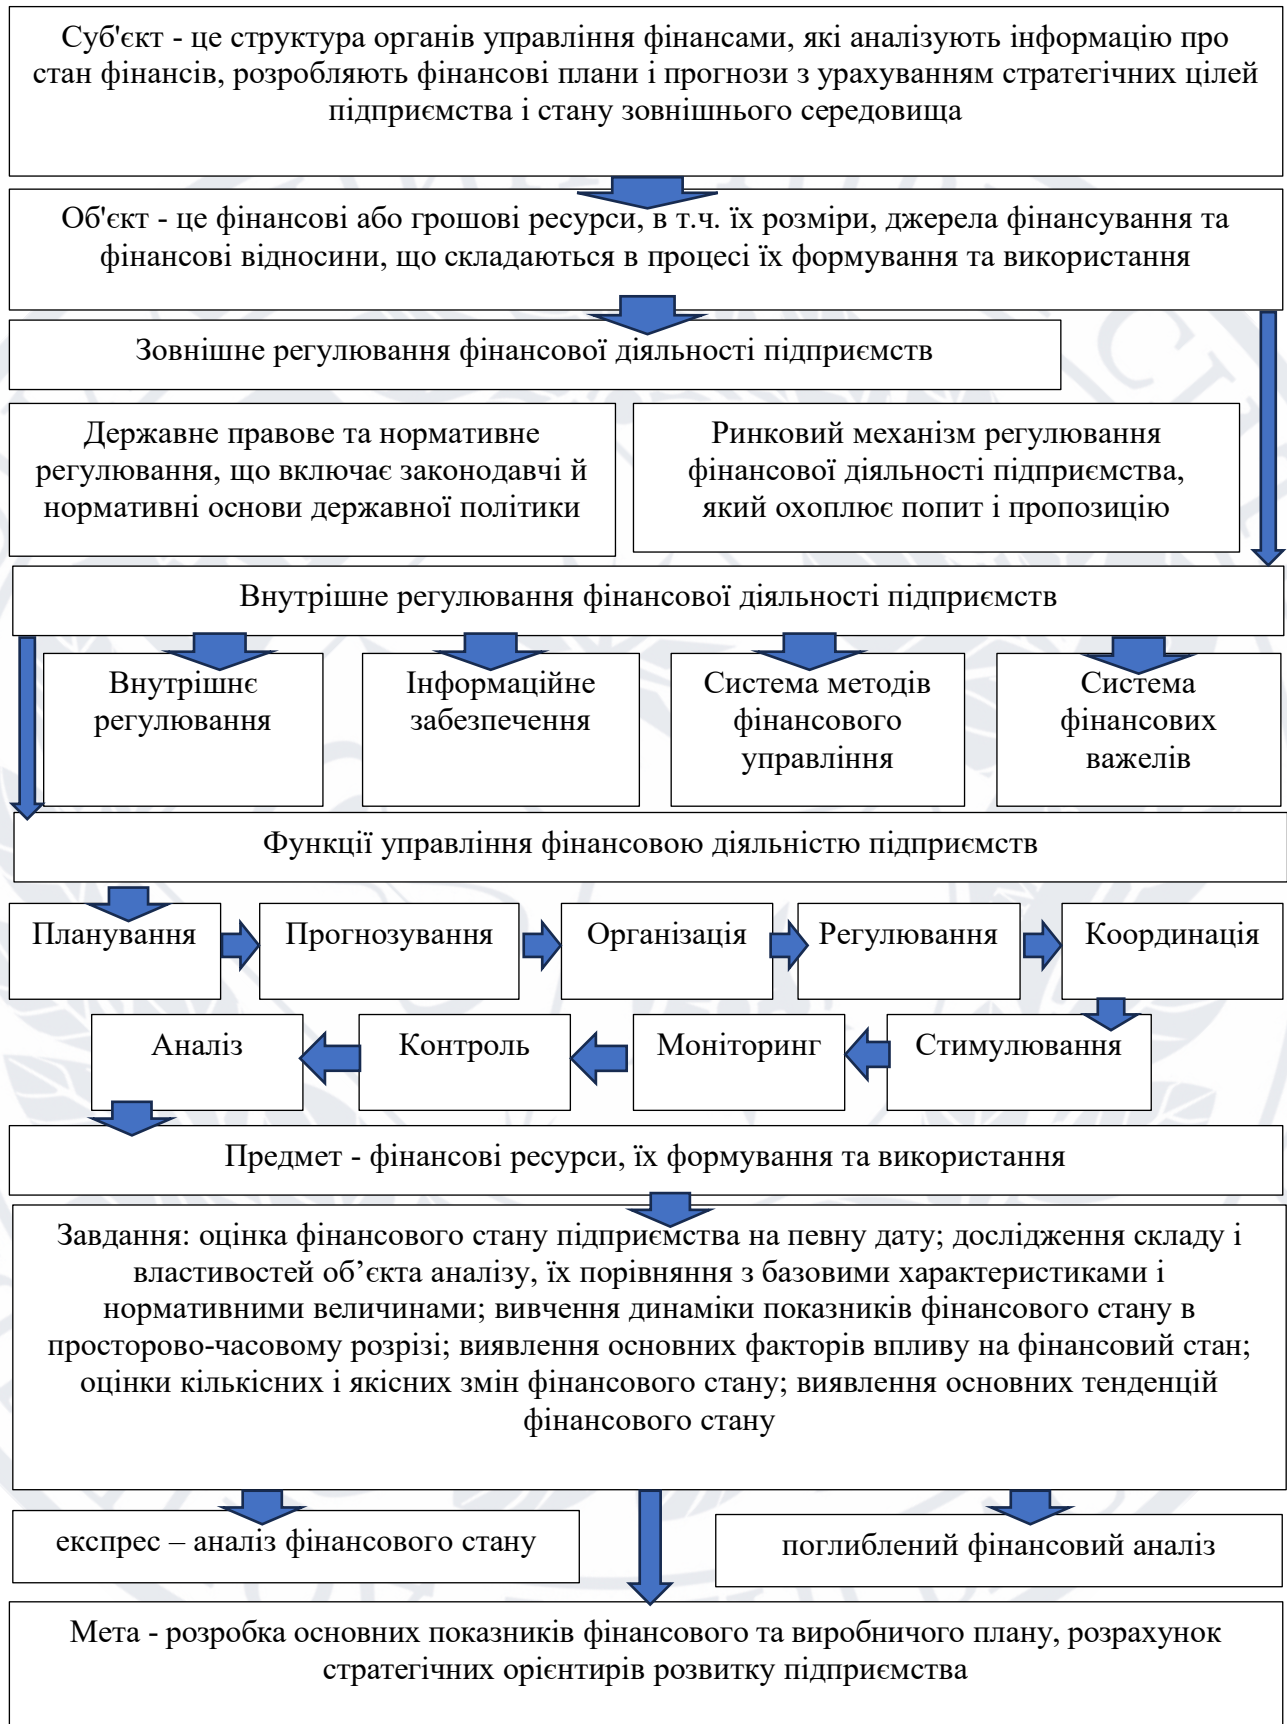 Суб'єкт - це структура органів управління фінансами, які аналізують інформацію про
стан фінансів, розробляють фінансові плани і прогнози з урахуванням стратегічних цілей
підприємства і стану зовнішнього середовища
Об'єкт - це фінансові або грошові ресурси, в т.ч. їх розміри, джерела фінансування та
фінансові відносини, що складаються в процесі їх формування та використання
Зовнішне регулювання фінансової діяльності підприємств
Державне правове та нормативне
регулювання, що включає законодавчі й
нормативні основи державної політики
Ринковий механізм регулювання
фінансової діяльності підприємства,
який охоплює попит і пропозицію
Внутрішне регулювання фінансової діяльності підприємств
Внутрішнє
регулювання
Інформаційне
забезпечення
Система методів
фінансового
управління
Система
фінансових
важелів
Функції управління фінансовою діяльністю підприємств
Планування
Прогнозування
Організація
Регулювання
Координація
Аналіз
Контроль
Моніторинг
Стимулювання
Предмет - фінансові ресурси, їх формування та використання
Завдання: оцінка фінансового стану підприємства на певну дату; дослідження складу і
властивостей об’єкта аналізу, їх порівняння з базовими характеристиками і
нормативними величинами; вивчення динаміки показників фінансового стану в
просторово-часовому розрізі; виявлення основних факторів впливу на фінансовий стан;
оцінки кількісних і якісних змін фінансового стану; виявлення основних тенденцій
фінансового стану
експрес – аналіз фінансового стану
поглиблений фінансовий аналіз
Мета - розробка основних показників фінансового та виробничого плану, розрахунок
стратегічних орієнтирів розвитку підприємства